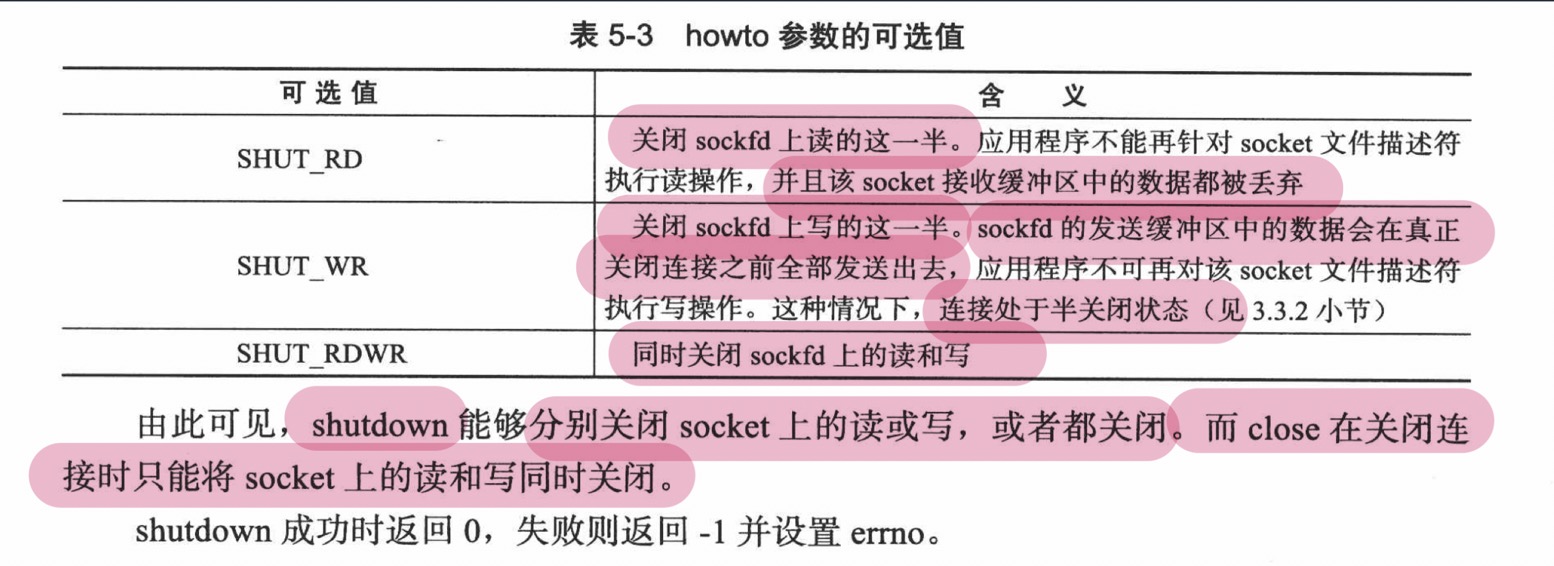 表 5-3 howto 参数的可选值
可选值 含义
SHUT_RD 关闭 sockfd 上读的这一半。应用程序不能再针对 socket 文件描述符
执行读操作，并且该 socket 接收缓冲区中的数据都被丢弃
SHUT_WR 关闭 sockfd 上写的这一半。sockfd 的发送缓冲区中的数据会在真正
关闭连接之前全部发送出去，应用程序不可再对该 socket 文件描述符
执行写操作。这种情况下，连接处于半关闭状态（见 3.3.2 小节）
SHUT_RDWR 同时关闭 sockfd 上的读和写
由此可见，shutdown 能够分别关闭 socket 上的读或写，或者都关闭。而 close 在关闭连
接时只能将 socket 上的读和写同时关闭。
shutdown 成功时返回 0，失败则返回 -1 并设置 errno。